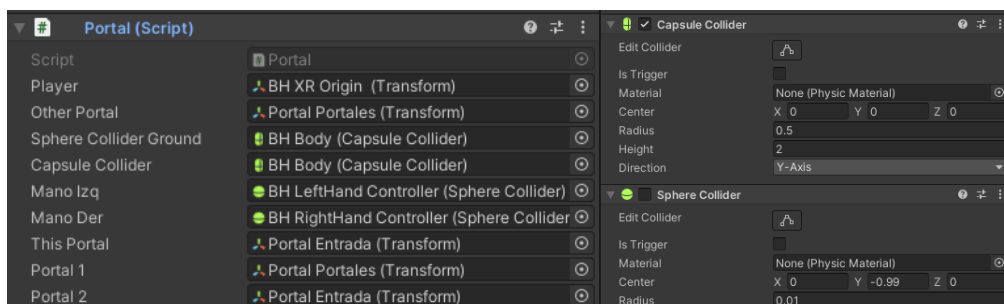 Portal (Script)
Script Portal
Player BH XR Origin (Transform)
Other Portal Portal Portales (Transform)
Sphere Collider Ground BH Body (Capsule Collider)
Capsule Collider BH Body (Capsule Collider)
Mano Izq BH LeftHand Controller (Sphere Collider)
Mano Der BH RightHand Controller (Sphere Collider
This Portal Portal Entrada (Transform)
Portal 1 Portal Portales (Transform)
Portal 2 Portal Entrada (Transform)
Capsule Collider
Edit Collider
Is Trigger
Material None (Physic Material)
Center X 0 Y 0 Z 0
Radius 0.5
Height 2
Direction Y-Axis
Sphere Collider
Edit Collider
Is Trigger
Material None (Physic Material)
Center X 0 Y -0.99 Z 0
Radius 0.01